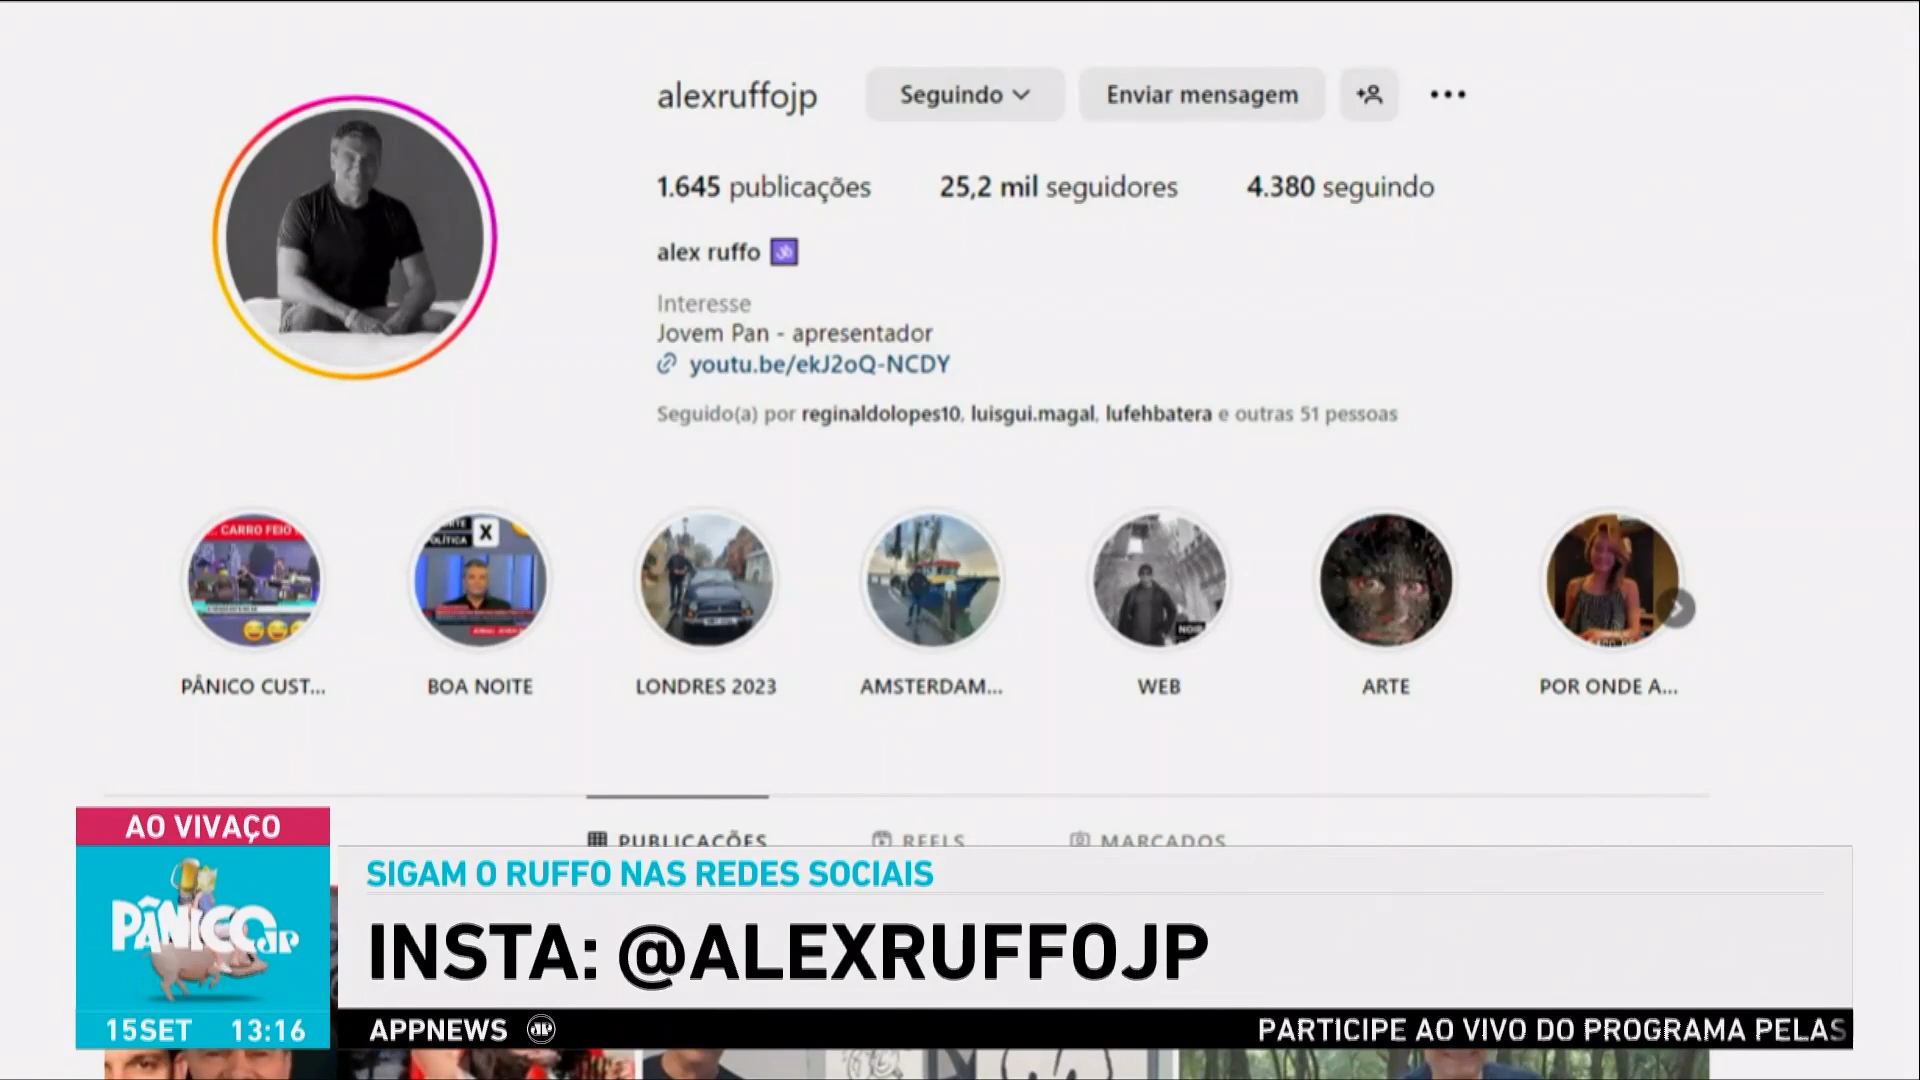 alexruffojp Seguindo Enviar mensagem
1.645 publicações 25,2 mil seguidores 4.380 seguindo
alex ruffo
Interesse
Jovem Pan - apresentador
youtu.be/ekJ2oQ-NCDY
Seguido(a) por reginaldolopes10, luisgui.magal, lufehbatera e outras 51 pessoas
CARRO FEIO
X
NOIR
PÂNICO CUST... BOA NOITE LONDRES 2023 AMSTERDAM... WEB ARTE POR ONDE A...
PUBLICAÇÕES REELS MARCADOS
AO VIVAÇO
SIGAM O RUFFO NAS REDES SOCIAIS
PÂNICO JP
INSTA: @ALEXRUFFOJP
15SET 13:16 APPNEWS JP PARTICIPE AO VIVO DO PROGRAMA PELAS